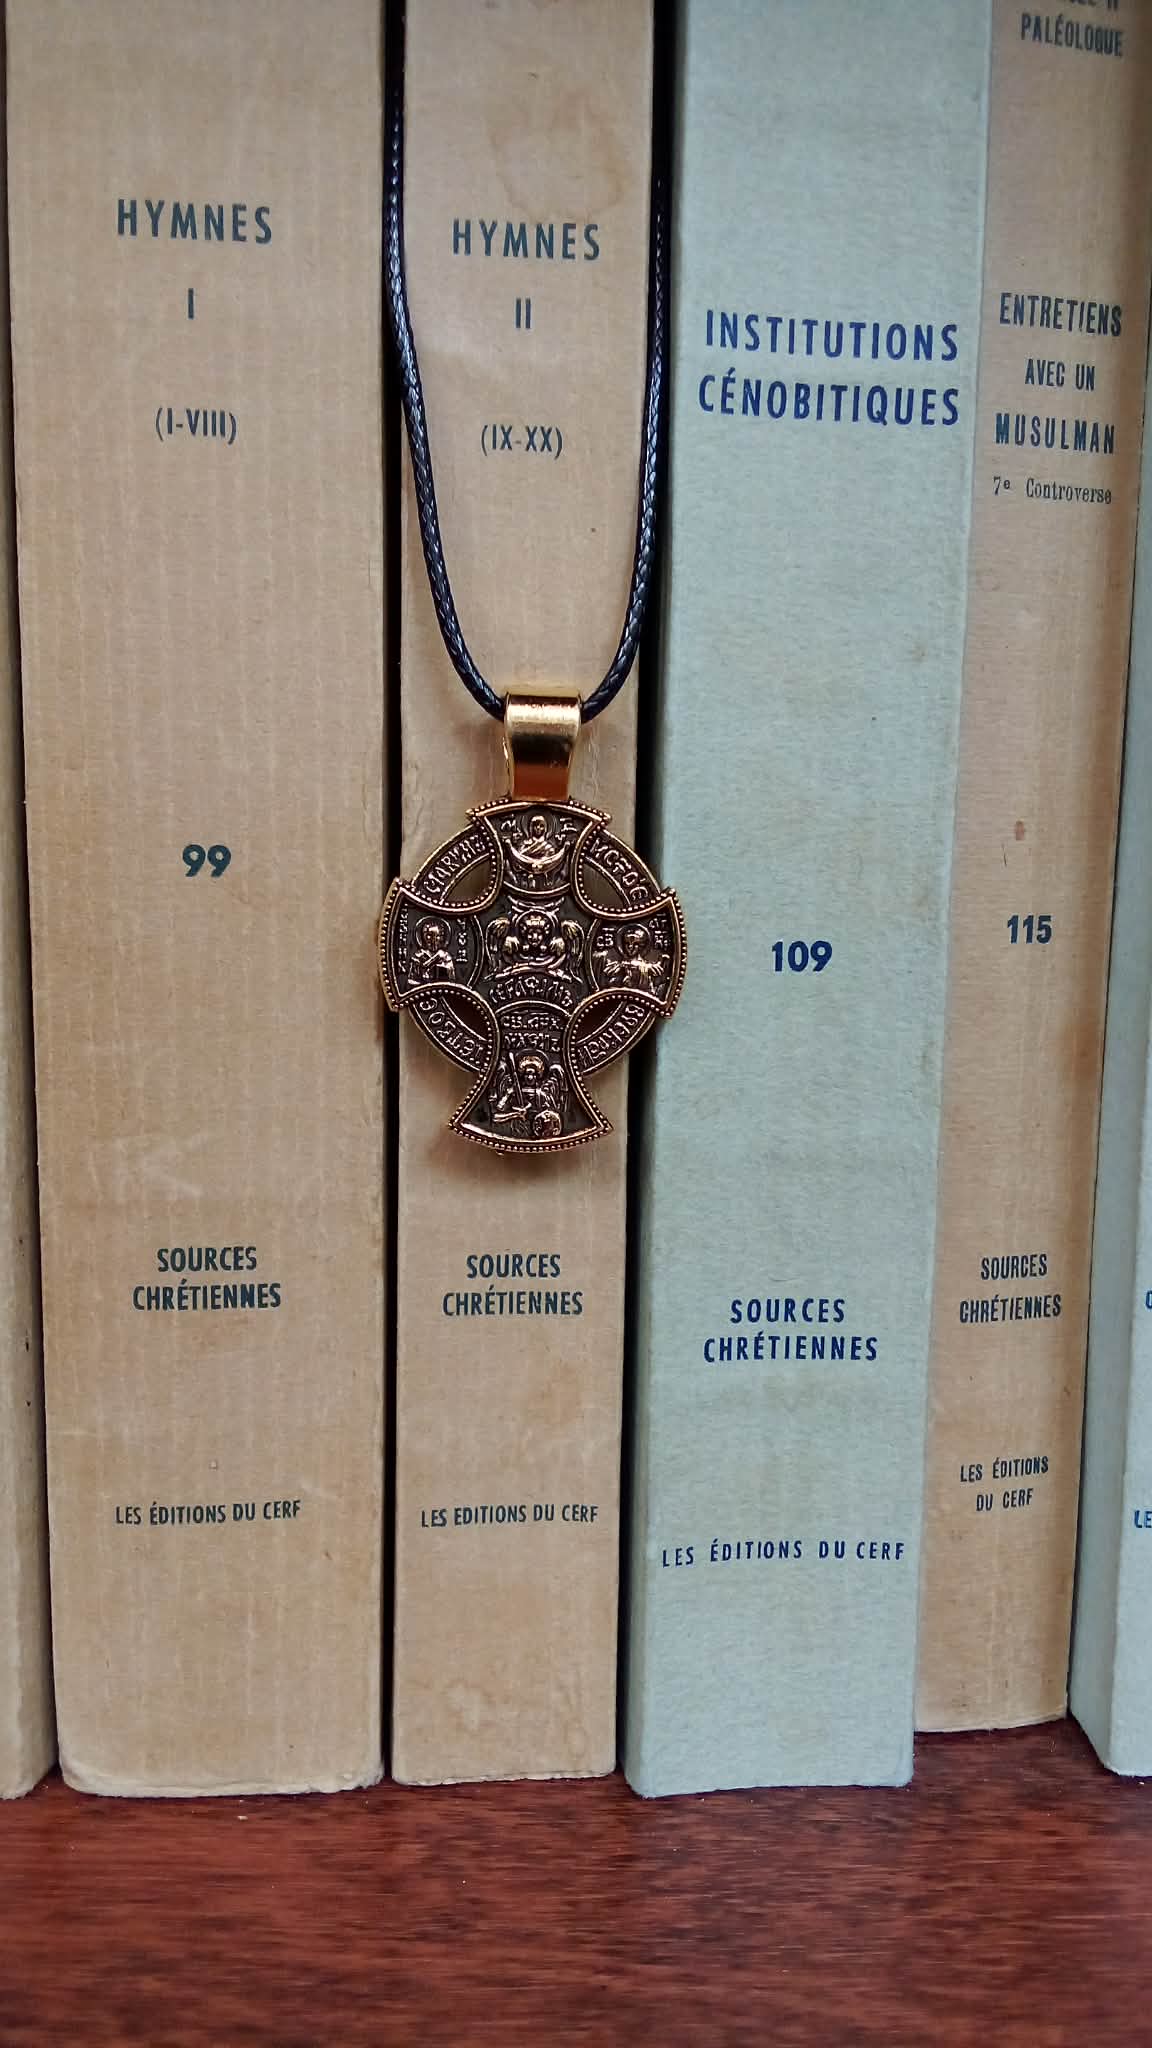 HYMNES
I
(I-VIII)
99
SOURCES
CHRÉTIENNES
LES ÉDITIONS DU CERF
HYMNES
II
(IX-XX)
SOURCES
CHRÉTIENNES
LES EDITIONS DU CERF
INSTITUTIONS
CÉNOBITIQUES
109
SOURCES
CHRÉTIENNES
LES ÉDITIONS DU CERF
PALÉOLOGUE
ENTRETIENS
AVEC UN
MUSULMAN
7e Controverse
115
SOURCES
CHRÉTIENNES
LES ÉDITIONS
DU CERF